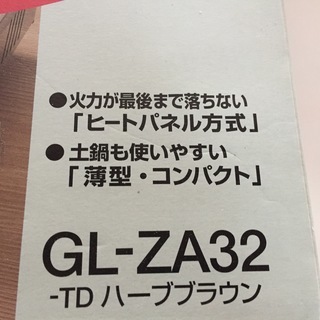 ●火力が最後まで落ちない
「ヒートパネル方式」
●土鍋も使いやすい
「薄型・コンパクト」
GL-ZA32
-TD ハーブブラウン